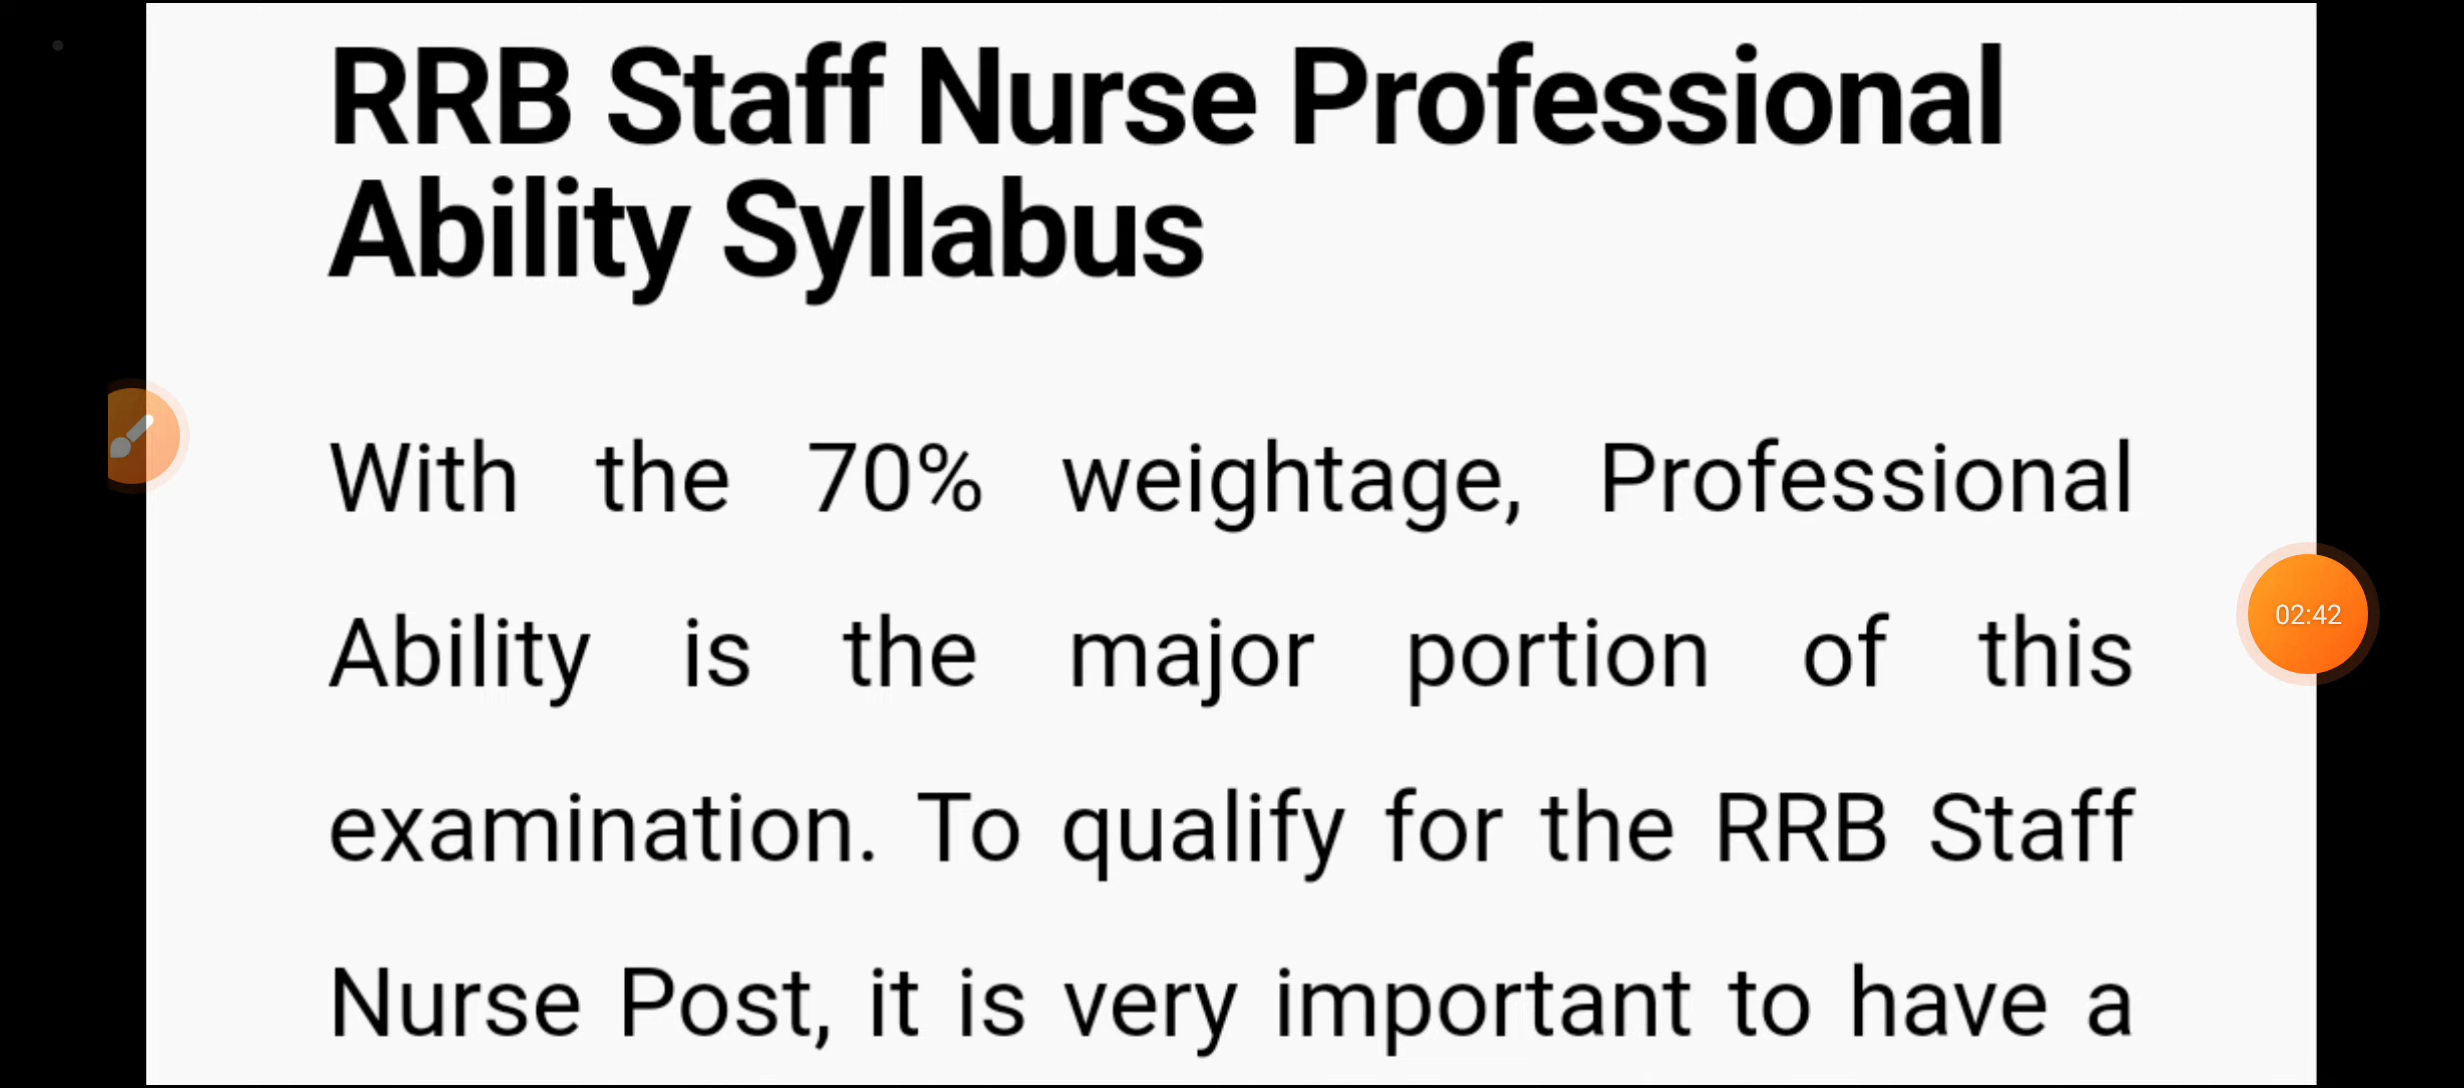 RRB Staff Nurse Professional
Ability Syllabus
With the 70% weightage, Professional
Ability is the major portion of this
02:42
examination. To qualify for the RRB Staff
Nurse Post, it is very important to have a